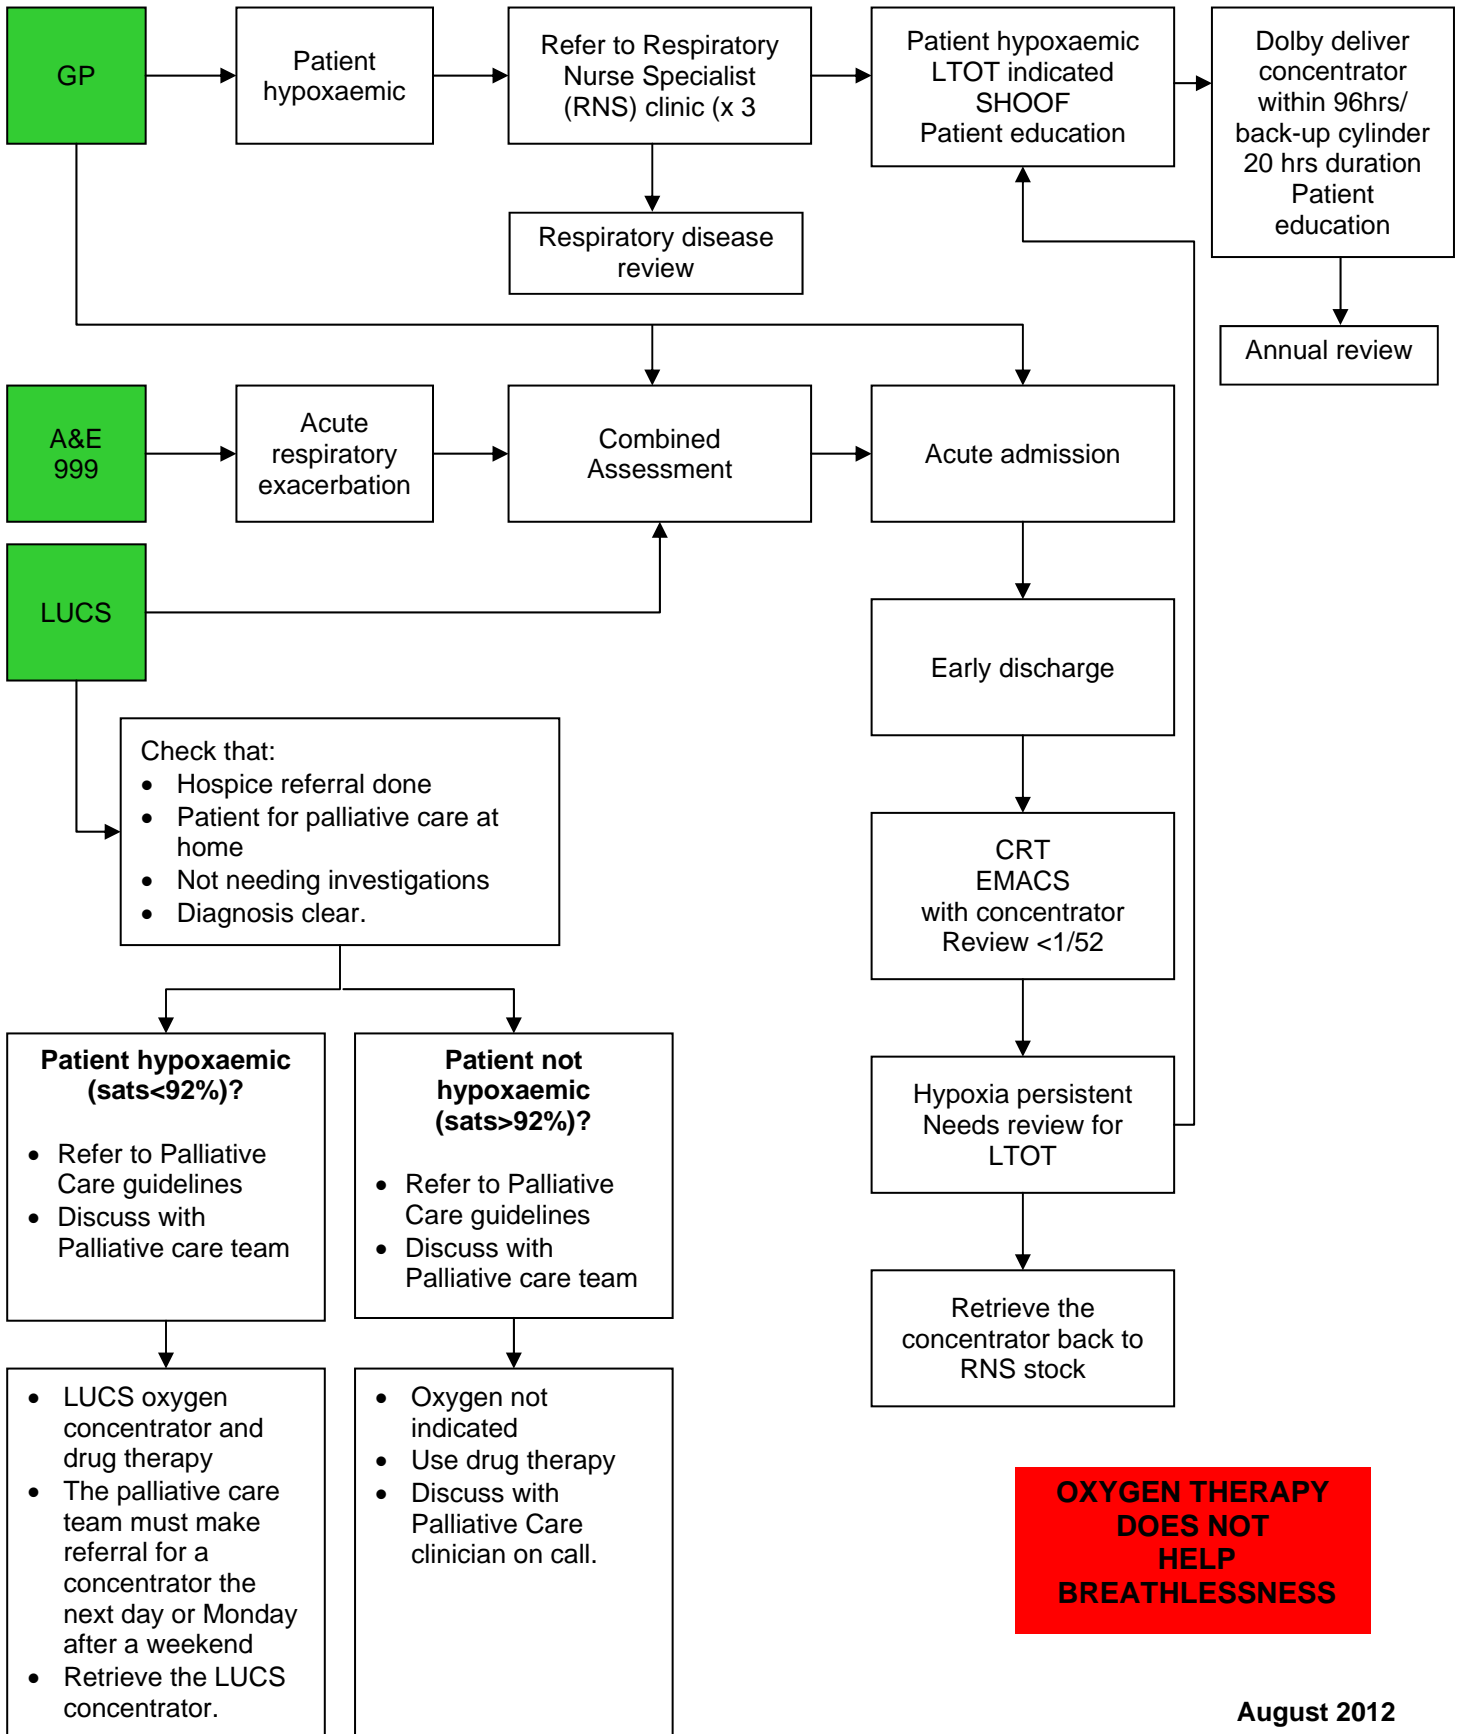 GP
Patient
hypoxaemic
Refer to Respiratory
Nurse Specialist
(RNS) clinic (x 3
Patient hypoxaemic
LTOT indicated
SHOOF
Patient education
Dolby deliver
concentrator
within 96hrs/
back-up cylinder
20 hrs duration
Patient
education
Respiratory disease
review
Annual review
A&E
999
Acute
respiratory
exacerbation
Combined
Assessment
Acute admission
LUCS
Early discharge
Check that:
• Hospice referral done
• Patient for palliative care at
home
• Not needing investigations
• Diagnosis clear.
CRT
EMACS
with concentrator
Review <1/52
Patient hypoxaemic
(sats<92%)?
• Refer to Palliative
Care guidelines
• Discuss with
Palliative care team
Patient not
hypoxaemic
(sats>92%)?
• Refer to Palliative
Care guidelines
• Discuss with
Palliative care team
Hypoxia persistent
Needs review for
LTOT
Retrieve the
concentrator back to
RNS stock
• LUCS oxygen
concentrator and
drug therapy
• The palliative care
team must make
referral for a
concentrator the
next day or Monday
after a weekend
• Retrieve the LUCS
concentrator.
• Oxygen not
indicated
• Use drug therapy
• Discuss with
Palliative Care
clinician on call.
OXYGEN THERAPY
DOES NOT
HELP
BREATHLESSNESS
August 2012